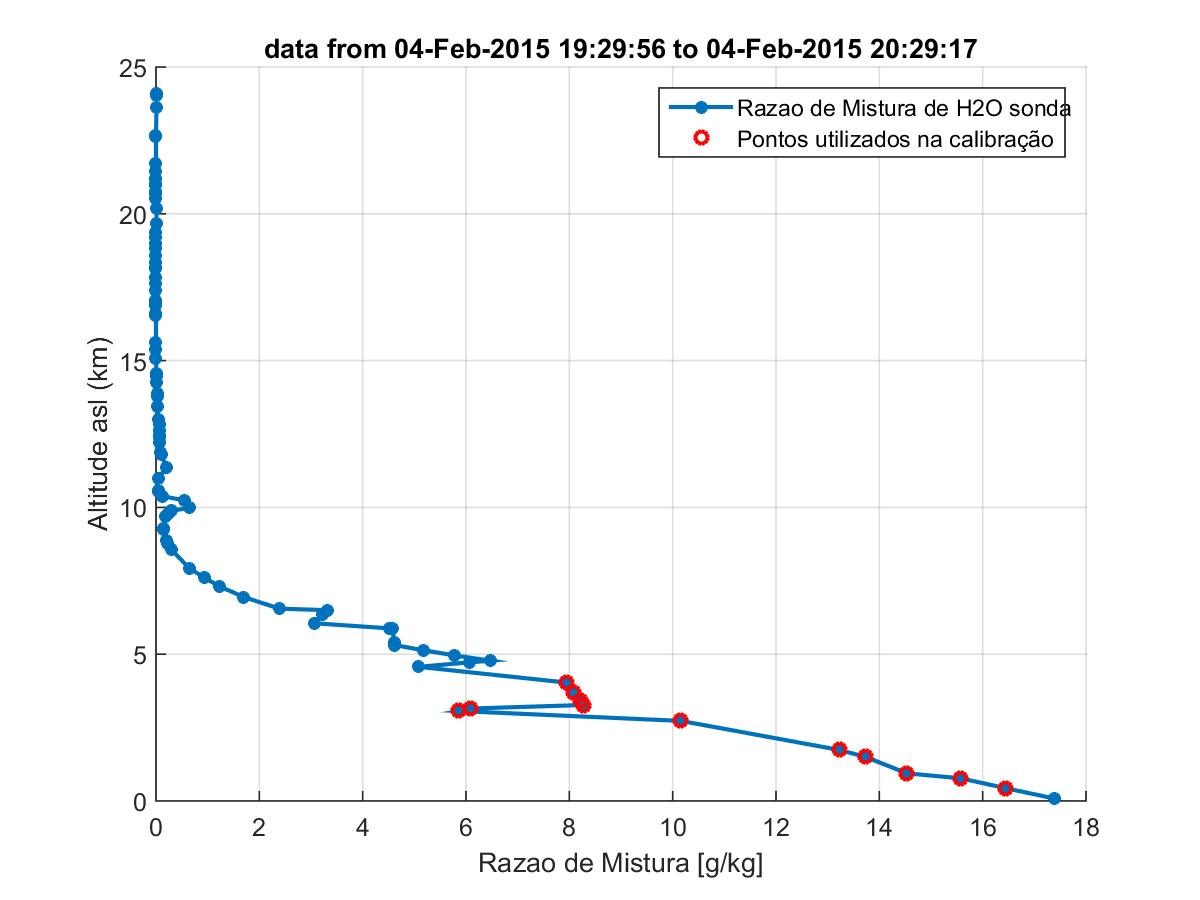 data from 04-Feb-2015 19:29:56 to 04-Feb-2015 20:29:17
Razao de Mistura de H2O sonda
Pontos utilizados na calibração
Altitude asl (km)
25
20
15
10
5
0
0 2 4 6 8 10 12 14 16 18
Razao de Mistura [g/kg]